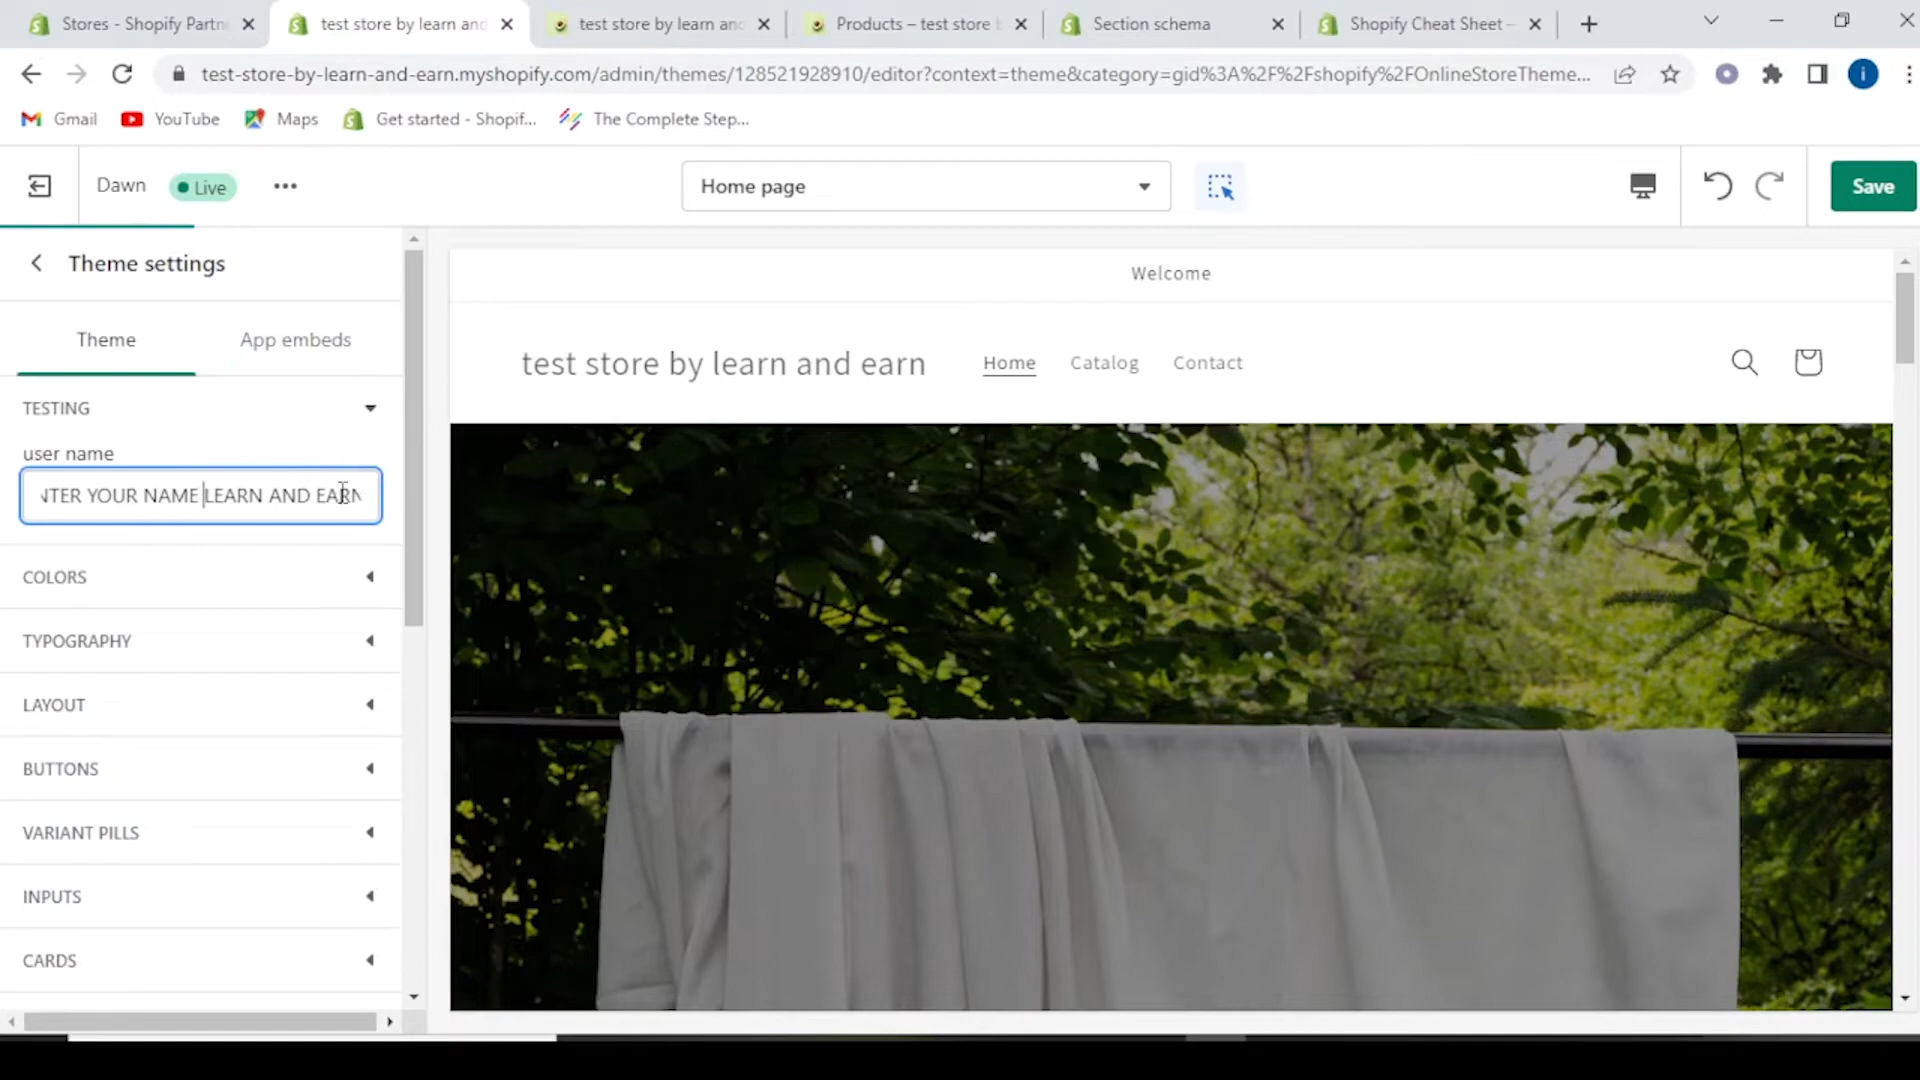 Stores - Shopify Partn
test store by learn and
test store by learn and
Products – test store b
Section schema
Shopify Cheat Sheet –
test-store-by-learn-and-earn.myshopify.com/admin/themes/128521928910/editor?context=theme&category=gid%3A%2F%2Fshopify%2FOnlineStoreTheme...
i
Gmail
YouTube
Maps
Get started - Shopif...
The Complete Step...
Dawn
Live
Home page
Save
Theme settings
Theme
App embeds
TESTING
user name
NTER YOUR NAME LEARN AND EARN
COLORS
TYPOGRAPHY
LAYOUT
BUTTONS
VARIANT PILLS
INPUTS
CARDS
Welcome
test store by learn and earn
Home
Catalog
Contact